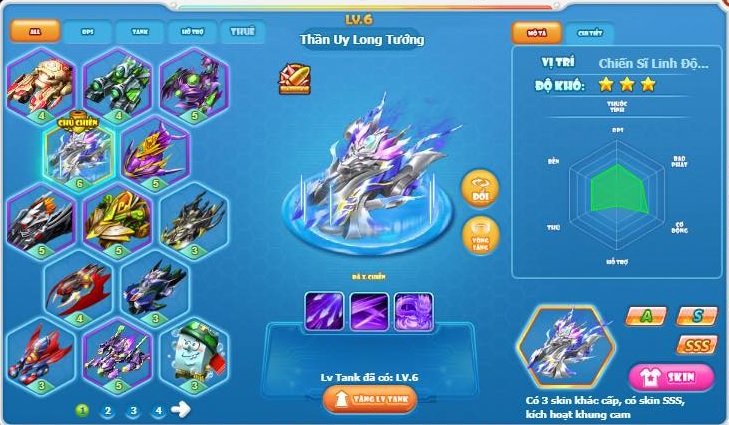 LV.6
ALL
DPS
TANK
HỖ TRỢ
THUÊ
Thần Uy Long Tướng
MÔ TẢ
CHI TIẾT
VỊ TRÍ
Chiến Sĩ Linh Độ...
ĐỘ KHÓ:
THUỘC
TÍNH
DPS
BẠO
PHÁT
CƠ
ĐỘNG
HỖ TRỢ
THỦ
BỀN
4
4
5
CHỦ CHIẾN
6
5
5
5
3
4
3
3
5
3
1
2
3
4
ĐỔI
VÒNG
SÁNG
ĐÃ X.CHIẾN
Lv Tank đã có: LV.6
TĂNG LV TANK
A
S
SSS
SKIN
Có 3 skin khác cấp, có skin SSS,
kích hoạt khung cam